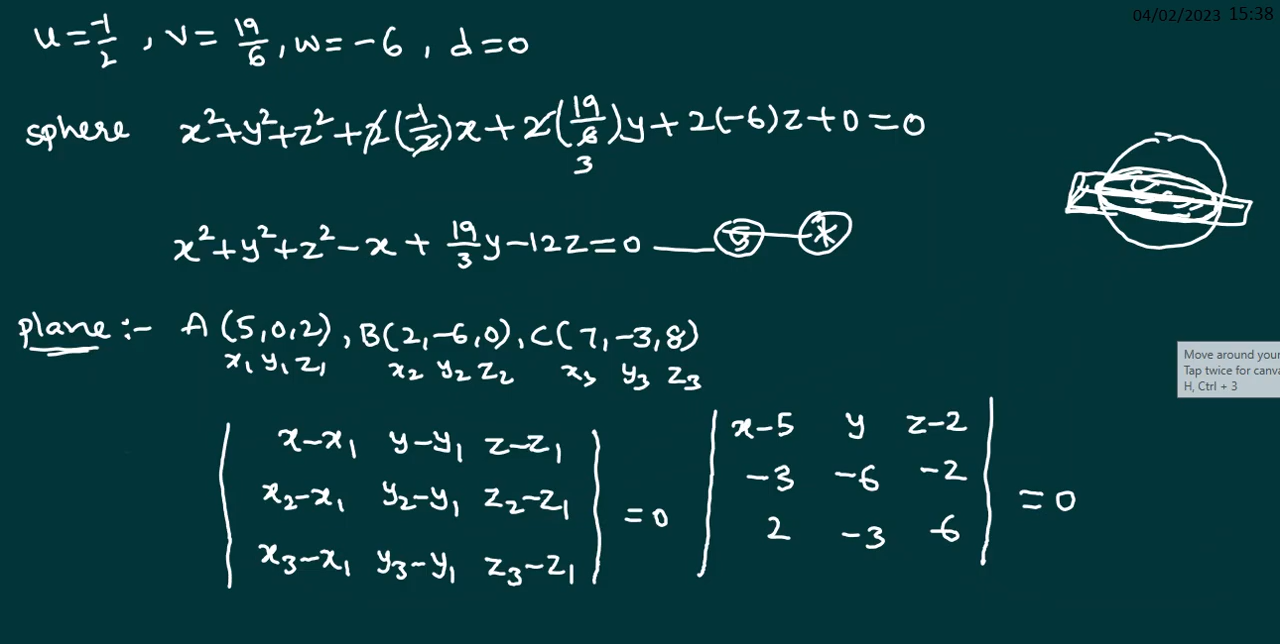 04/02/2023 15:38
u = -1/2 , v = 19/6 , w = -6 , d = 0
sphere x² + y² + z² + 2(-1/2)x + 2(19/6)y + 2(-6)z + 0 = 0
3
x² + y² + z² - x + 19/3 y - 12z = 0 —— 5 — *
plane :- A (5,0,2), B(2,-6,0), C(7,-3,8)
x₁ y₁ z₁ x₂ y₂ z₂ x₃ y₃ z₃
Move around your
Tap twice for canva
H, Ctrl + 3
| x-x₁ y-y₁ z-z₁ |
| x₂-x₁ y₂-y₁ z₂-z₁ | = 0
| x₃-x₁ y₃-y₁ z₃-z₁ |
| x-5 y z-2 |
| -3 -6 -2 | = 0
| 2 -3 6 |